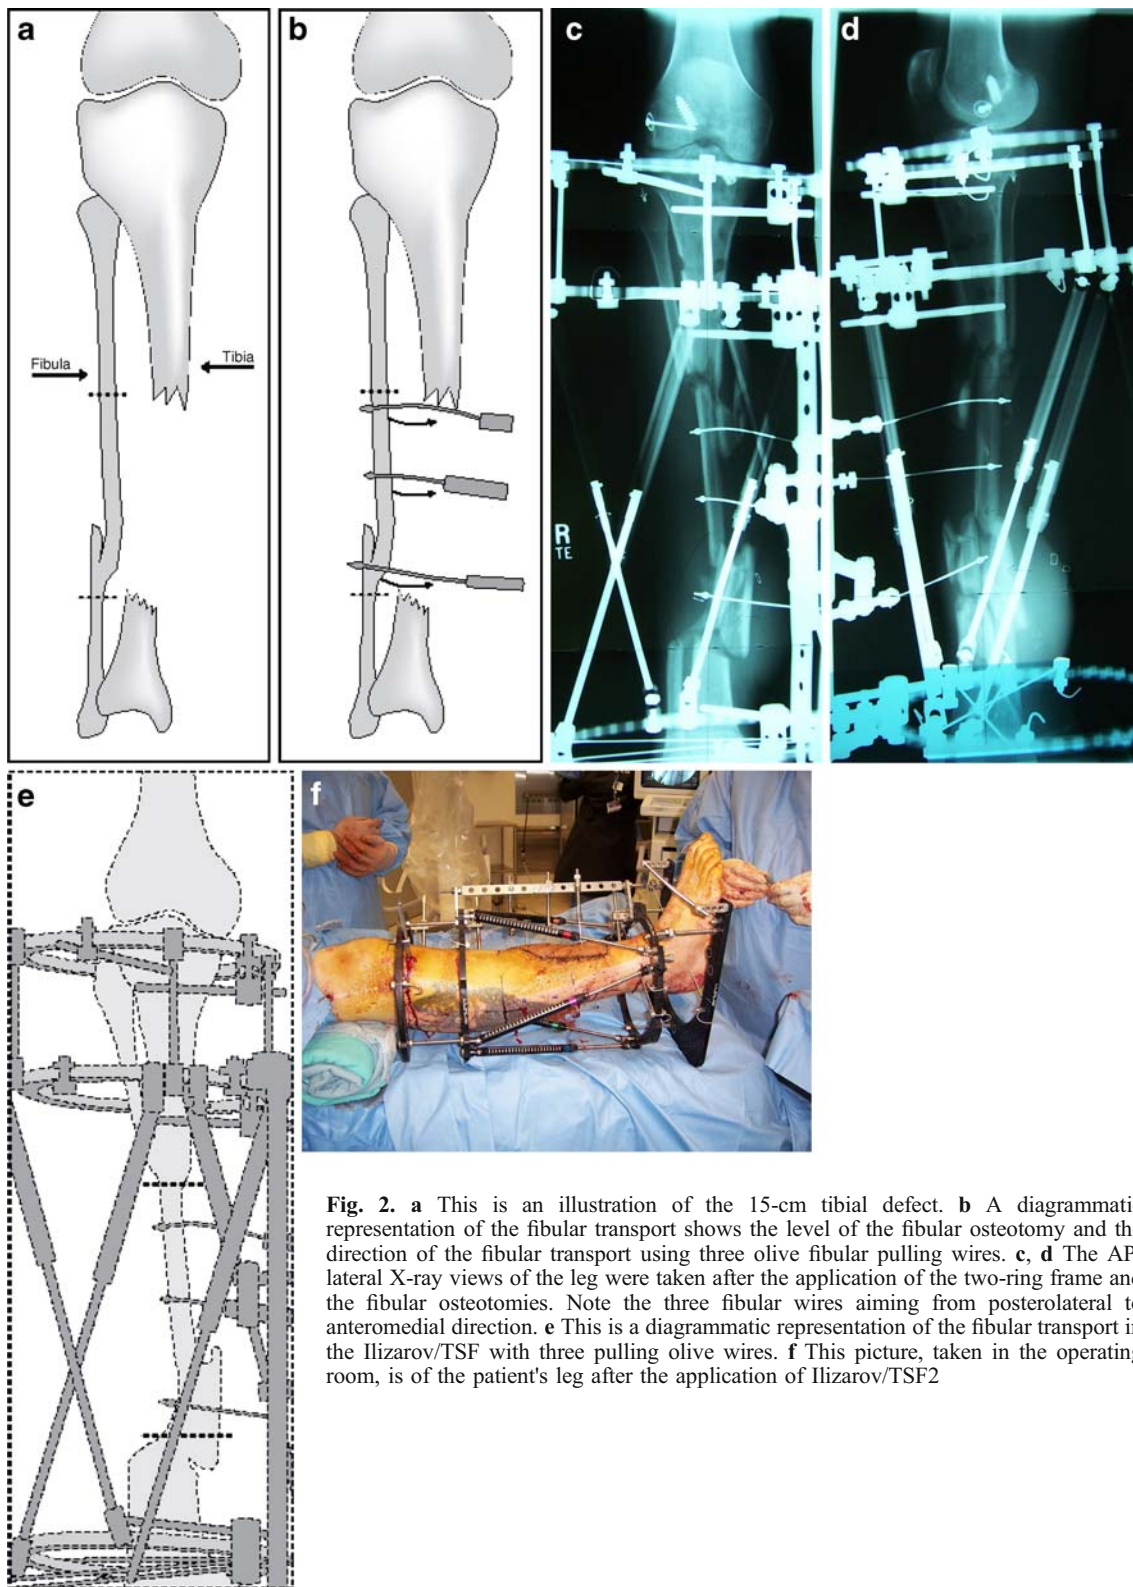 a
b
c
d
Fibula
Tibia
R
TE
e
f
Fig. 2. a This is an illustration of the 15-cm tibial defect. b A diagrammati
representation of the fibular transport shows the level of the fibular osteotomy and th
direction of the fibular transport using three olive fibular pulling wires. c, d The AP
lateral X-ray views of the leg were taken after the application of the two-ring frame and
the fibular osteotomies. Note the three fibular wires aiming from posterolateral to
anteromedial direction. e This is a diagrammatic representation of the fibular transport in
the Ilizarov/TSF with three pulling olive wires. f This picture, taken in the operating
room, is of the patient's leg after the application of Ilizarov/TSF2